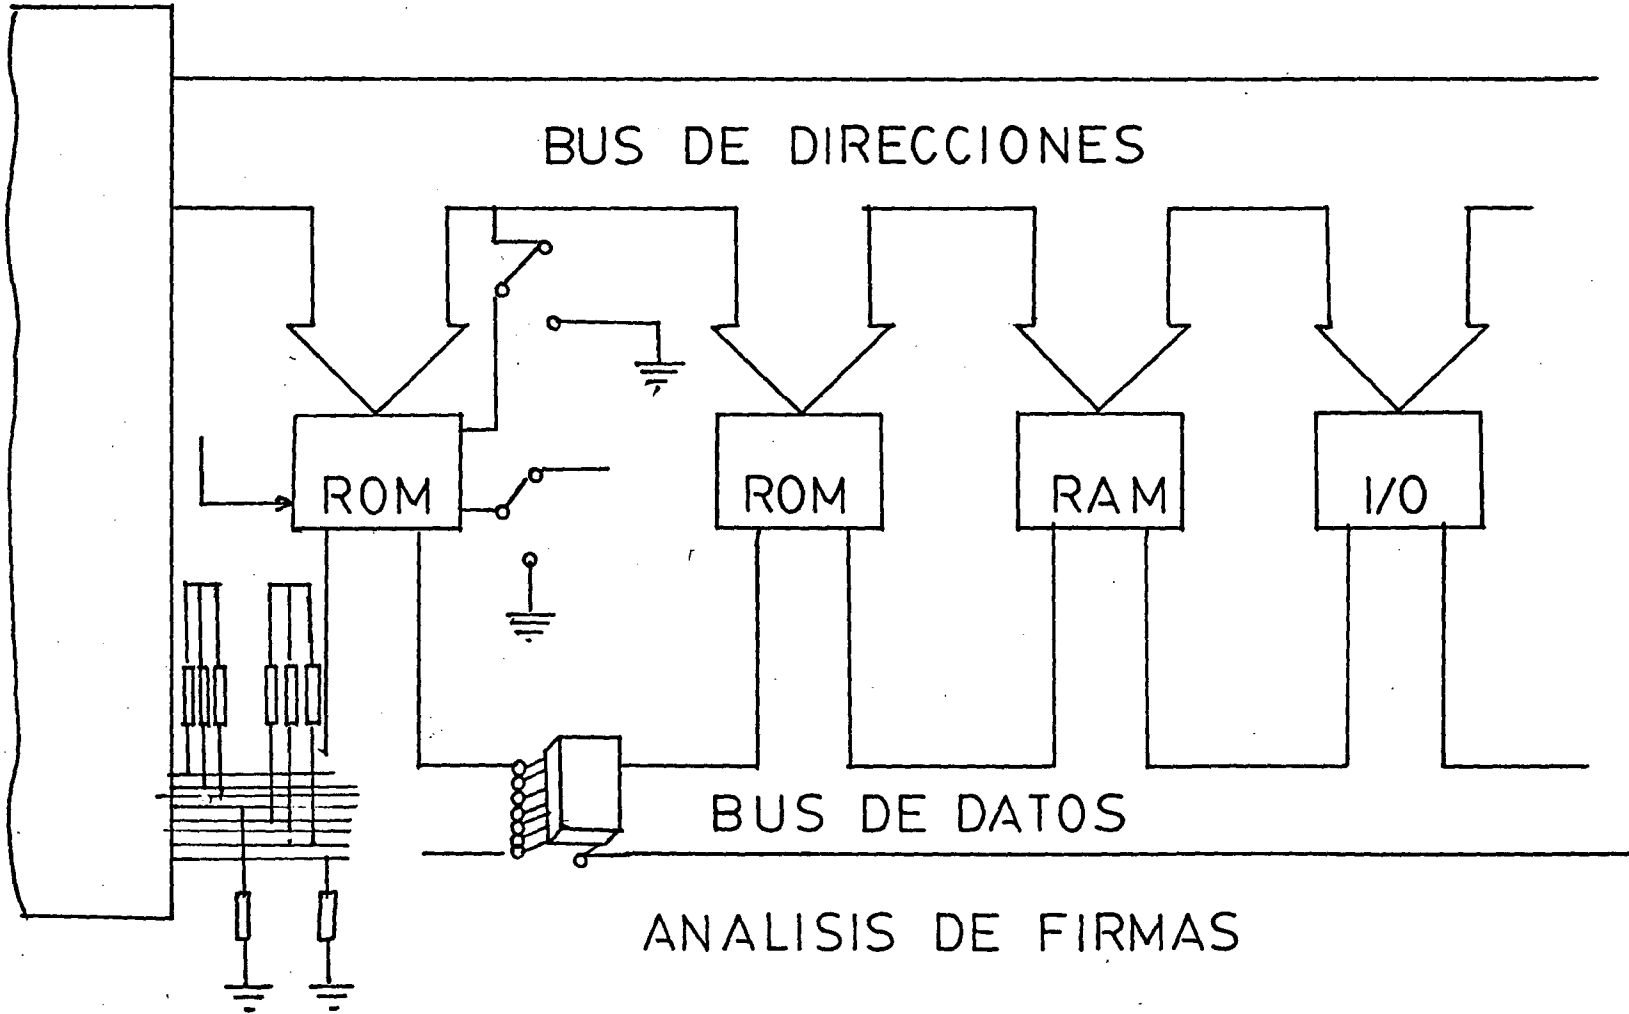 BUS DE DIRECCIONES
ROM
ROM
RAM
I/O
BUS DE DATOS
ANALISIS DE FIRMAS